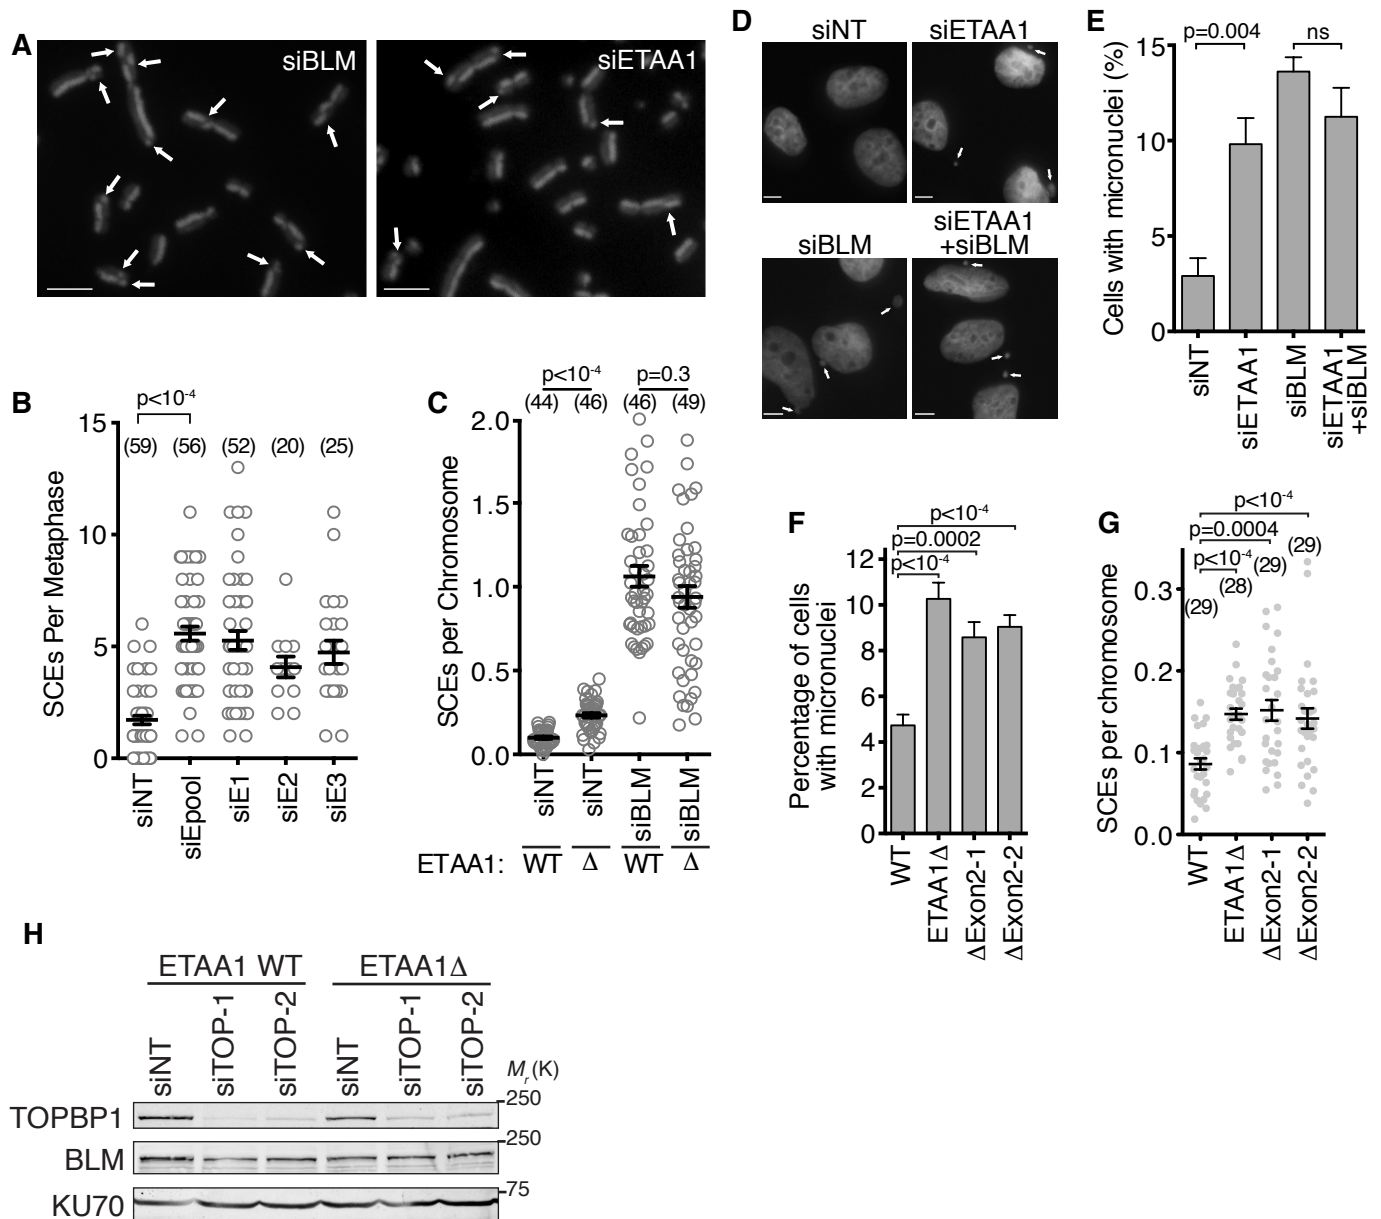 A
siBLM
siETAA1
B
SCEs Per Metaphase
15
10
5
0
p<10-4
(59)
(56)
(52)
(20)
(25)
siNT
siEpool
siE1
siE2
siE3
C
SCEs per Chromosome
2.0
1.5
1.0
0.5
0.0
p<10-4
p=0.3
(44)
(46)
(46)
(49)
siNT
siNT
siBLM
siBLM
ETAA1: WT Δ WT Δ
D
siNT
siETAA1
siBLM
siETAA1
+siBLM
E
Cells with micronuclei (%)
15
10
5
0
p=0.004
ns
siNT
siETAA1
siBLM
siETAA1
+siBLM
F
Percentage of cells
with micronuclei
12
10
8
6
4
2
0
p<10-4
p=0.0002
p<10-4
WT
ETAA1Δ
ΔExon2-1
ΔExon2-2
G
SCEs per chromosome
0.3
0.2
0.1
0.0
p<10-4
p=0.0004
p<10-4
(29)
(28)
(29)
(29)
WT
ETAA1Δ
ΔExon2-1
ΔExon2-2
H
ETAA1 WT
ETAA1Δ
siNT
siTOP-1
siTOP-2
siNT
siTOP-1
siTOP-2
Mr (K)
TOPBP1
250
BLM
250
KU70
75